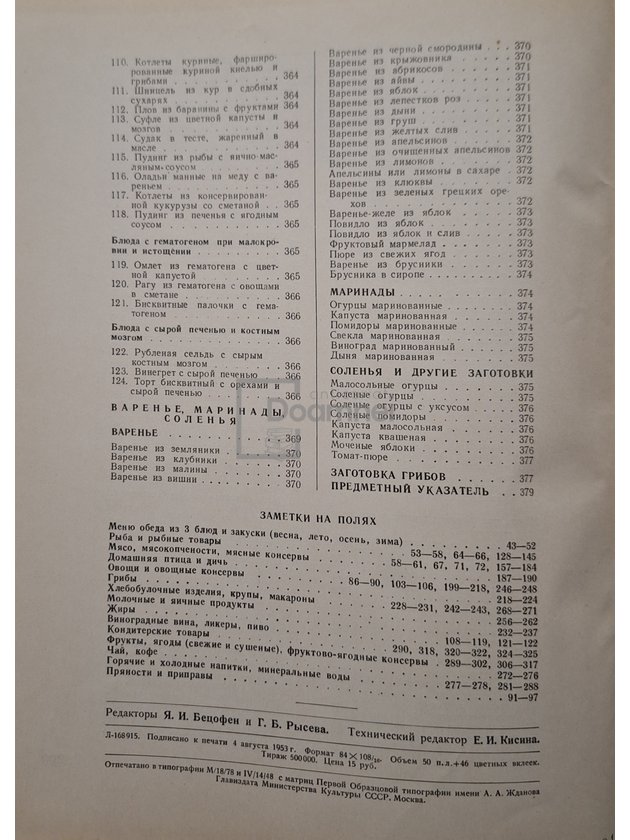 110. Котлеты куриные, фарширо-
рованные куриной кнелью и
грибами . . . . . . . . . . 364
111. Шницель из кур в сдобных
сухарях . . . . . . . . . . 364
112. Плов из баранины с фруктами 364
113. Суфле из цветной капусты и
мозгов . . . . . . . . . . 364
114. Судак в тесте, жаренный в
масле . . . . . . . . . . 364
115. Пудинг из рыбы с яично-мас-
ляным соусом . . . . . . . 365
116. Оладьи манные на меду с ва-
реньем . . . . . . . . . . 365
117. Котлеты из консервирован-
ной кукурузы со сметаной . . 365
118. Пудинг из печенья с ягодным
соусом . . . . . . . . . . 365
Блюда с гематогеном при малокро-
вии и истощении . . . . . . . 365
119. Омлет из гематогена с цвет-
ной капустой . . . . . . . 365
120. Рагу из гематогена с овощами
в сметане . . . . . . . . . 366
121. Бисквитные палочки с гема-
тогеном . . . . . . . . . . 366
Блюда с сырой печенью и костным
мозгом . . . . . . . . . . . 366
122. Рубленая сельдь с сырым
костным мозгом . . . . . . 366
123. Винегрет с сырой печенью . . 366
124. Торт бисквитный с орехами и
сырой печенью . . . . . . . 366
ВАРЕНЬЕ, МАРИНАДЫ,
СОЛЕНЬЯ
ВАРЕНЬЕ . . . . . . . . . . 369
Варенье из земляники . . . . . 370
Варенье из клубники . . . . . 370
Варенье из малины . . . . . . 370
Варенье из вишни . . . . . . 370
Варенье из черной смородины . . . 370
Варенье из крыжовника . . . . . 370
Варенье из абрикосов . . . . . 371
Варенье из айвы . . . . . . . 371
Варенье из яблок . . . . . . . 371
Варенье из лепестков роз . . . . 371
Варенье из дыни . . . . . . . 371
Варенье из груш . . . . . . . 371
Варенье из желтых слив . . . . . 371
Варенье из апельсинов . . . . . 372
Варенье из очищенных апельсинов 372
Варенье из лимонов . . . . . . 372
Апельсины или лимоны в сахаре . . 372
Варенье из клюквы . . . . . . 372
Варенье из зеленых грецких оре-
хов . . . . . . . . . . . . 372
Варенье-желе из яблок . . . . . 373
Повидло из яблок . . . . . . . 373
Повидло из яблок и слив . . . . 373
Фруктовый мармелад . . . . . . 373
Пюре из свежих ягод . . . . . . 373
Варенье из брусники . . . . . . 373
Брусника в сиропе . . . . . . . 374
МАРИНАДЫ . . . . . . . . . . 374
Огурцы маринованные . . . . . . 374
Капуста маринованная . . . . . 374
Помидоры маринованные . . . . . 374
Свекла маринованная . . . . . . 375
Виноград маринованный . . . . . 375
Дыня маринованная . . . . . . 375
СОЛЕНЬЯ И ДРУГИЕ ЗАГОТОВКИ
Малосольные огурцы . . . . . . 375
Соленые огурцы . . . . . . . . 375
Соленые огурцы с уксусом . . . . 376
Соленые помидоры . . . . . . . 376
Капуста малосольная . . . . . . 376
Капуста квашеная . . . . . . . 376
Моченые яблоки . . . . . . . . 376
Томат-пюре . . . . . . . . . . 377
ЗАГОТОВКА ГРИБОВ . . . . . . 377
ПРЕДМЕТНЫЙ УКАЗАТЕЛЬ . . 379
ЗАМЕТКИ НА ПОЛЯХ
Меню обеда из 3 блюд и закуски (весна, лето, осень, зима) . . . . . . . . 43—52
Рыба и рыбные товары . . . . . . . . . . 53—58, 64—66, 128—145
Мясо, мясокопчености, мясные консервы . . . . 58—61, 67, 71, 72, 157—184
Домашняя птица и дичь . . . . . . . . . . . . . . 187—190
Овощи и овощные консервы . . . . . 86—90, 103—106, 199—218, 246—248
Грибы . . . . . . . . . . . . . . . . . . 218—224
Хлебобулочные изделия, крупы, макароны . . . . 228—231, 242—243, 268—271
Молочные и яичные продукты . . . . . . . . . . . . 256—262
Жиры . . . . . . . . . . . . . . . . . . 232—237
Виноградные вина, ликеры, пиво . . . . . . . . . 108—119, 121—122
Кондитерские товары . . . . . . . . . 290, 318, 320—322, 324—325
Фрукты, ягоды (свежие и сушеные), фруктово-ягодные консервы . 289—302, 306—317
Чай, кофе . . . . . . . . . . . . . . . . 272—276
Горячие и холодные напитки, минеральные воды . . . . . 277—278, 281—288
Пряности и приправы . . . . . . . . . . . . . . 91—97
Редакторы Я. И. Бецофен и Г. Б. Рысева. Технический редактор Е. И. Кисина.
Л-168915. Подписано к печати 4 августа 1953 г. Формат 84×108/16. Объем 50 п.л.+46 цветных вклеек.
Тираж 500000. Цена 15 руб.
Отпечатано в типографии М/18/78 и IV/14/48 с матриц Первой Образцовой типографии имени А. А. Жданова
Главиздата Министерства Культуры СССР. Москва.